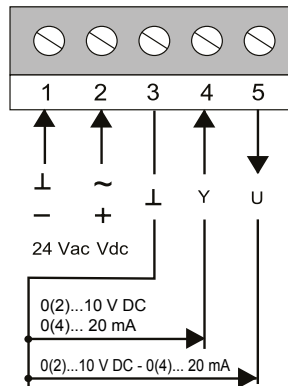 1 2 3 4 5
⊥ ~ ⊥ Y U
− +
24 Vac Vdc
0(2)...10 V DC
0(4)... 20 mA
0(2)...10 V DC - 0(4)... 20 mA